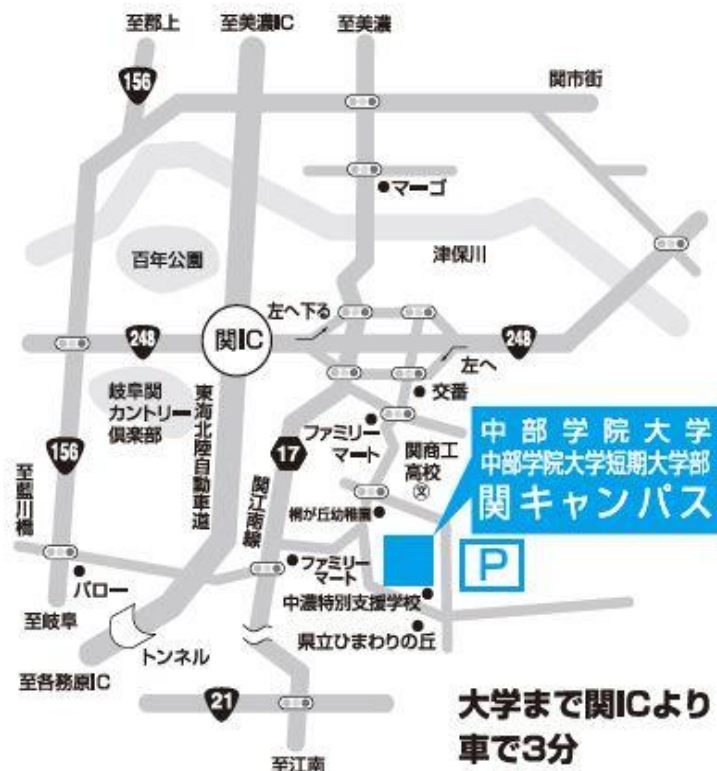 至郡上
至美濃IC
至美濃
156
関市街
マーゴ
百年公園
津保川
左へ下る
248
関IC
248
左へ
岐阜関
カントリー
倶楽部
東海北陸自動車道
交番
ファミリー
マート
関商工
高校
中部学院大学
中部学院大学短期大学部
関キャンパス
156
17
至藍川橋
関江南線
桐が丘幼稚園
P
バロー
ファミリー
マート
中濃特別支援学校
至岐阜
県立ひまわりの丘
トンネル
至各務原IC
21
大学まで関ICより
車で3分
至江南